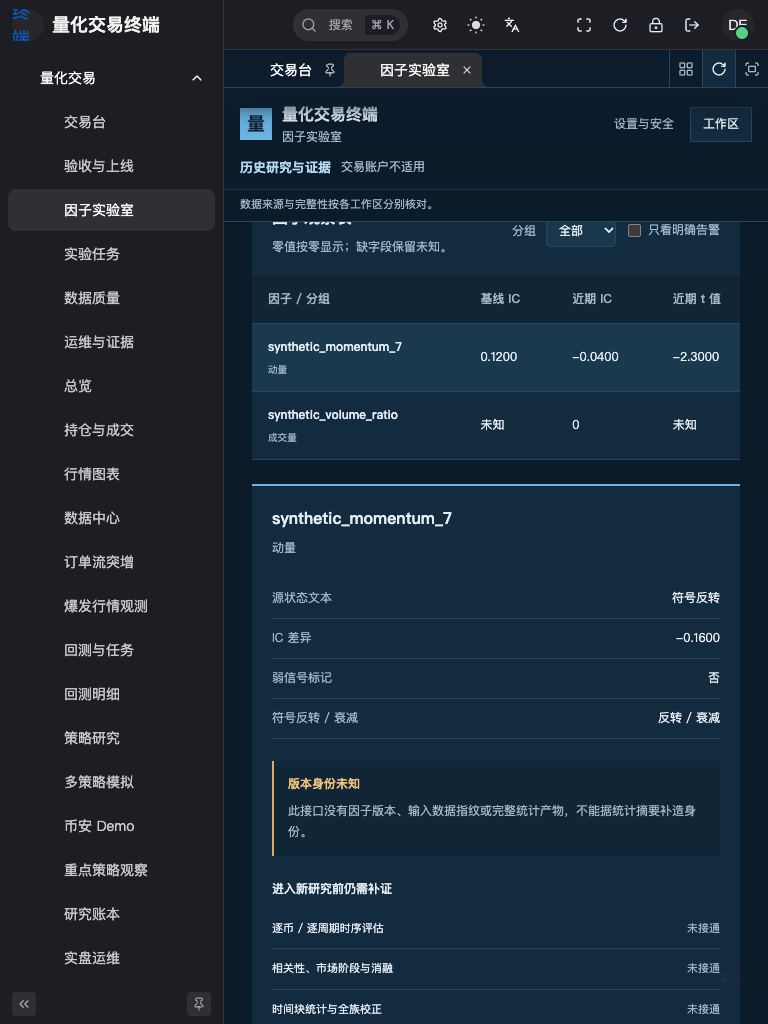 终端
量化交易终端
搜索
⌘ K
DE
量化交易
交易台
验收与上线
因子实验室
实验任务
数据质量
运维与证据
总览
持仓与成交
行情图表
数据中心
订单流突增
爆发行情观测
回测与任务
回测明细
策略研究
多策略模拟
币安 Demo
重点策略观察
研究账本
实盘运维
交易台
因子实验室
量
量化交易终端
因子实验室
设置与安全
工作区
历史研究与证据 交易账户不适用
数据来源与完整性按各工作区分别核对。
零值按零显示；缺字段保留未知。
分组
全部
只看明确告警
因子 / 分组 基线 IC 近期 IC 近期 t 值
synthetic_momentum_7
动量
0.1200 −0.0400 −2.3000
synthetic_volume_ratio
成交量
未知 0 未知
synthetic_momentum_7
动量
源状态文本 符号反转
IC 差异 −0.1600
弱信号标记 否
符号反转 / 衰减 反转 / 衰减
版本身份未知
此接口没有因子版本、输入数据指纹或完整统计产物，不能据统计摘要补造身
份。
进入新研究前仍需补证
逐币 / 逐周期时序评估 未接通
相关性、市场阶段与消融 未接通
时间块统计与全族校正 未接通